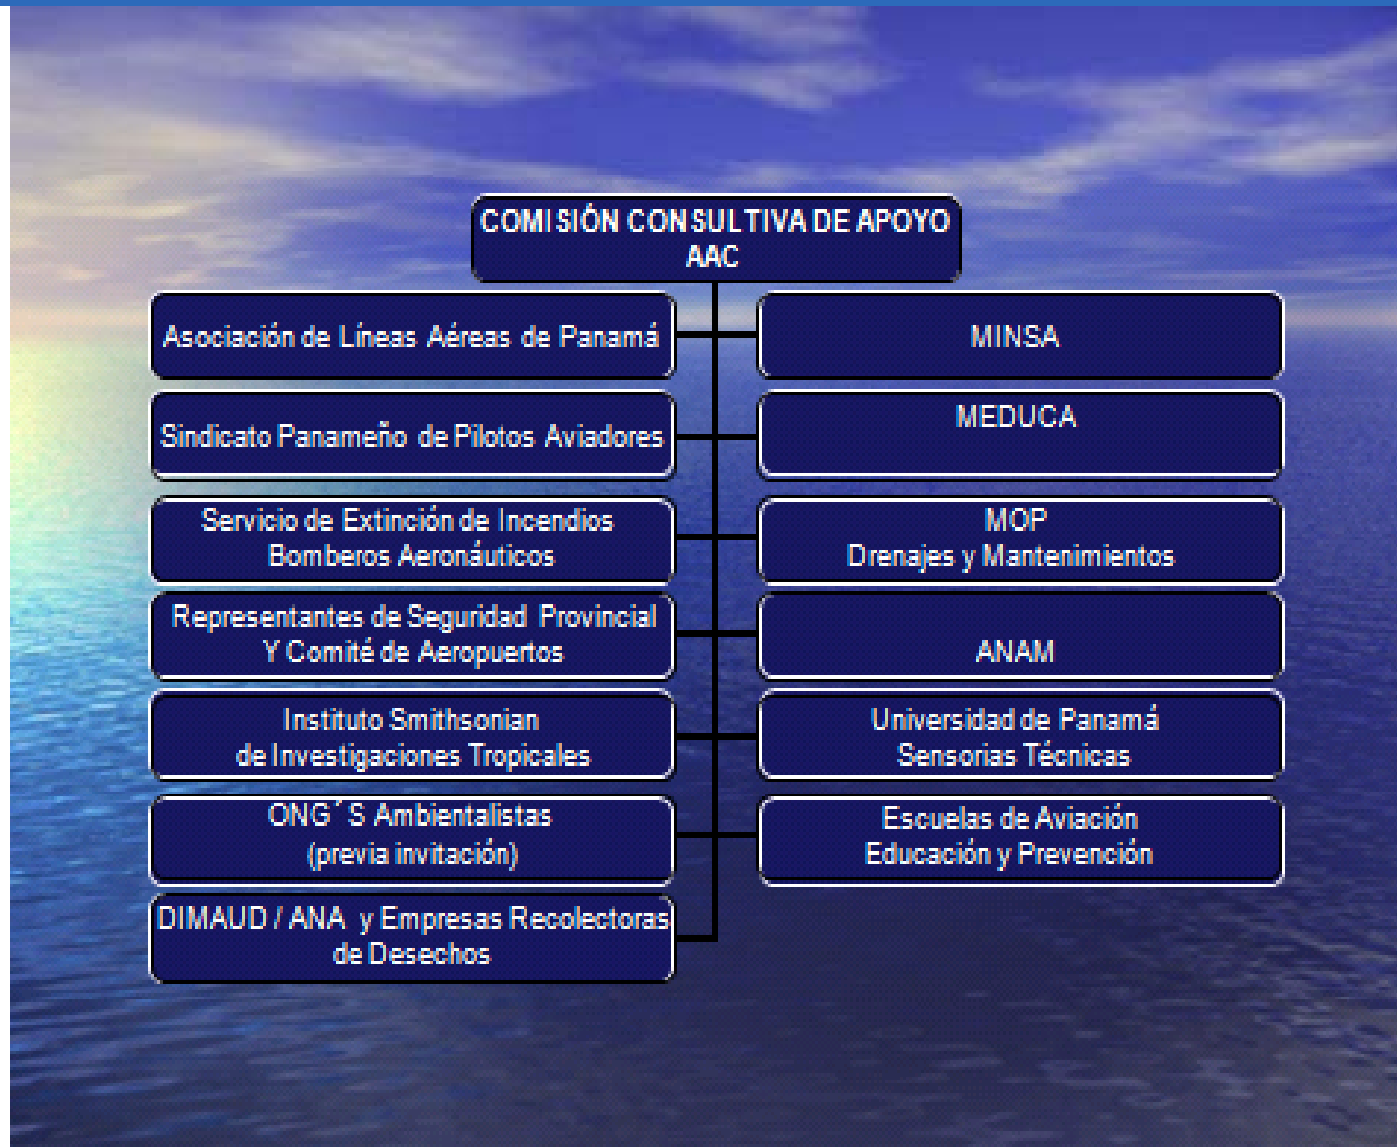 COMISIÓN CONSULTIVA DE APOYO
AAC
Asociación de Líneas Aéreas de Panamá
MINSA
Sindicato Panameño de Pilotos Aviadores
MEDUCA
Servicio de Extinción de Incendios
Bomberos Aeronáuticos
MOP
Drenajes y Mantenimientos
Representantes de Seguridad Provincial
Y Comité de Aeropuertos
ANAM
Instituto Smithsonian
de Investigaciones Tropicales
Universidad de Panamá
Sensorias Técnicas
ONG´S Ambientalistas
(previa invitación)
Escuelas de Aviación
Educación y Prevención
DIMAUD / ANA y Empresas Recolectoras
de Desechos